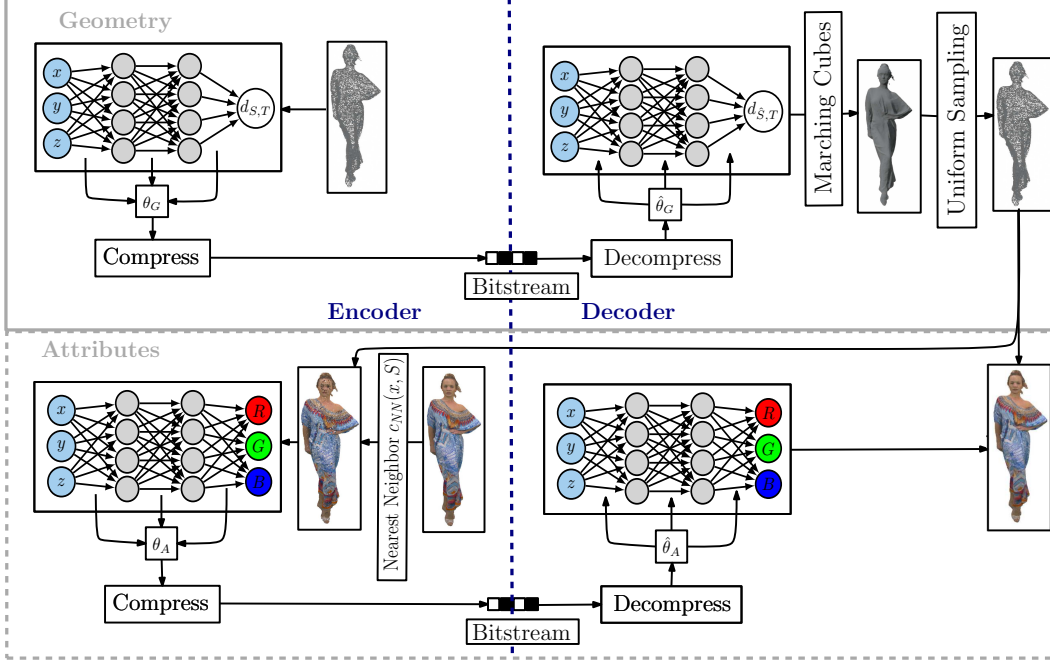 Geometry
x
y
z
d_{S,T}
θ_G
Compress
Bitstream
Encoder
Decoder
x
y
z
d_{Ŝ,T}
θ̂_G
Decompress
Marching Cubes
Uniform Sampling
Attributes
x
y
z
R
G
B
θ_A
Compress
Nearest Neighbor c_{NN}(x, S)
Bitstream
x
y
z
R
G
B
θ̂_A
Decompress